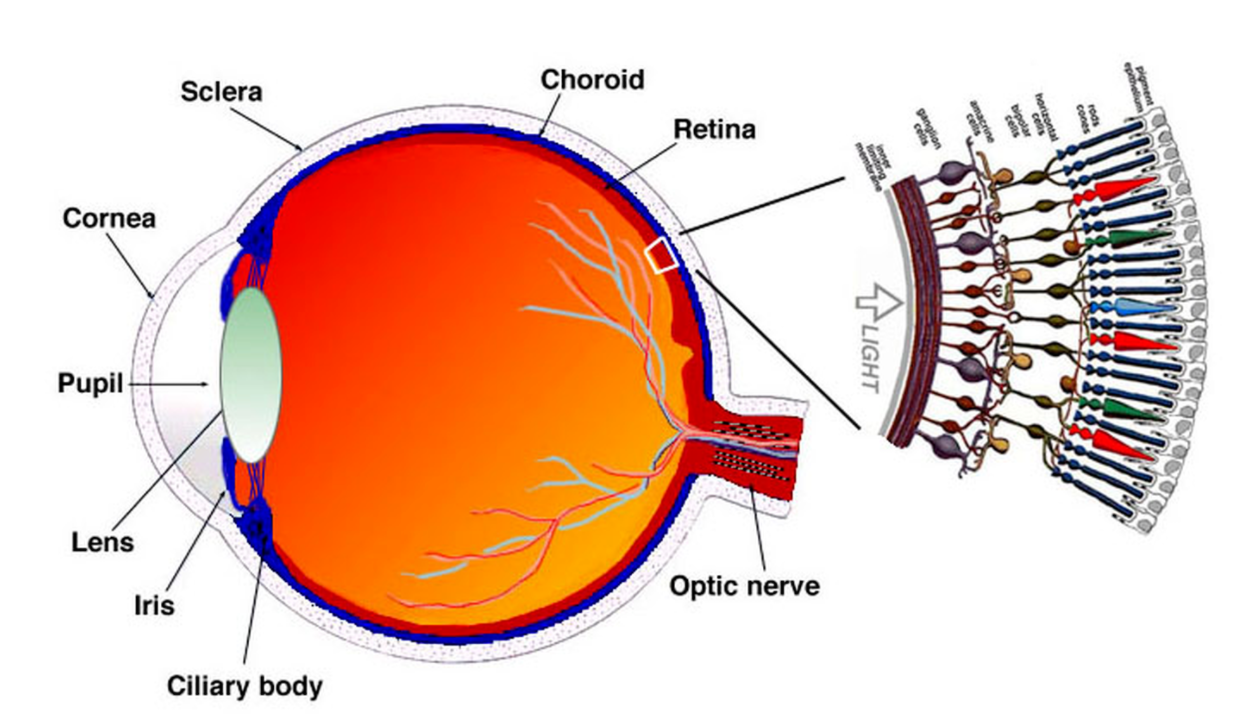 Sclera
Choroid
Retina
Cornea
Pupil
Lens
Iris
Ciliary body
Optic nerve
inner
limiting
membrane
ganglion
cells
amacrine
cells
bipolar
cells
horizontal
cells
rods
cones
pigment
epithelium
LIGHT